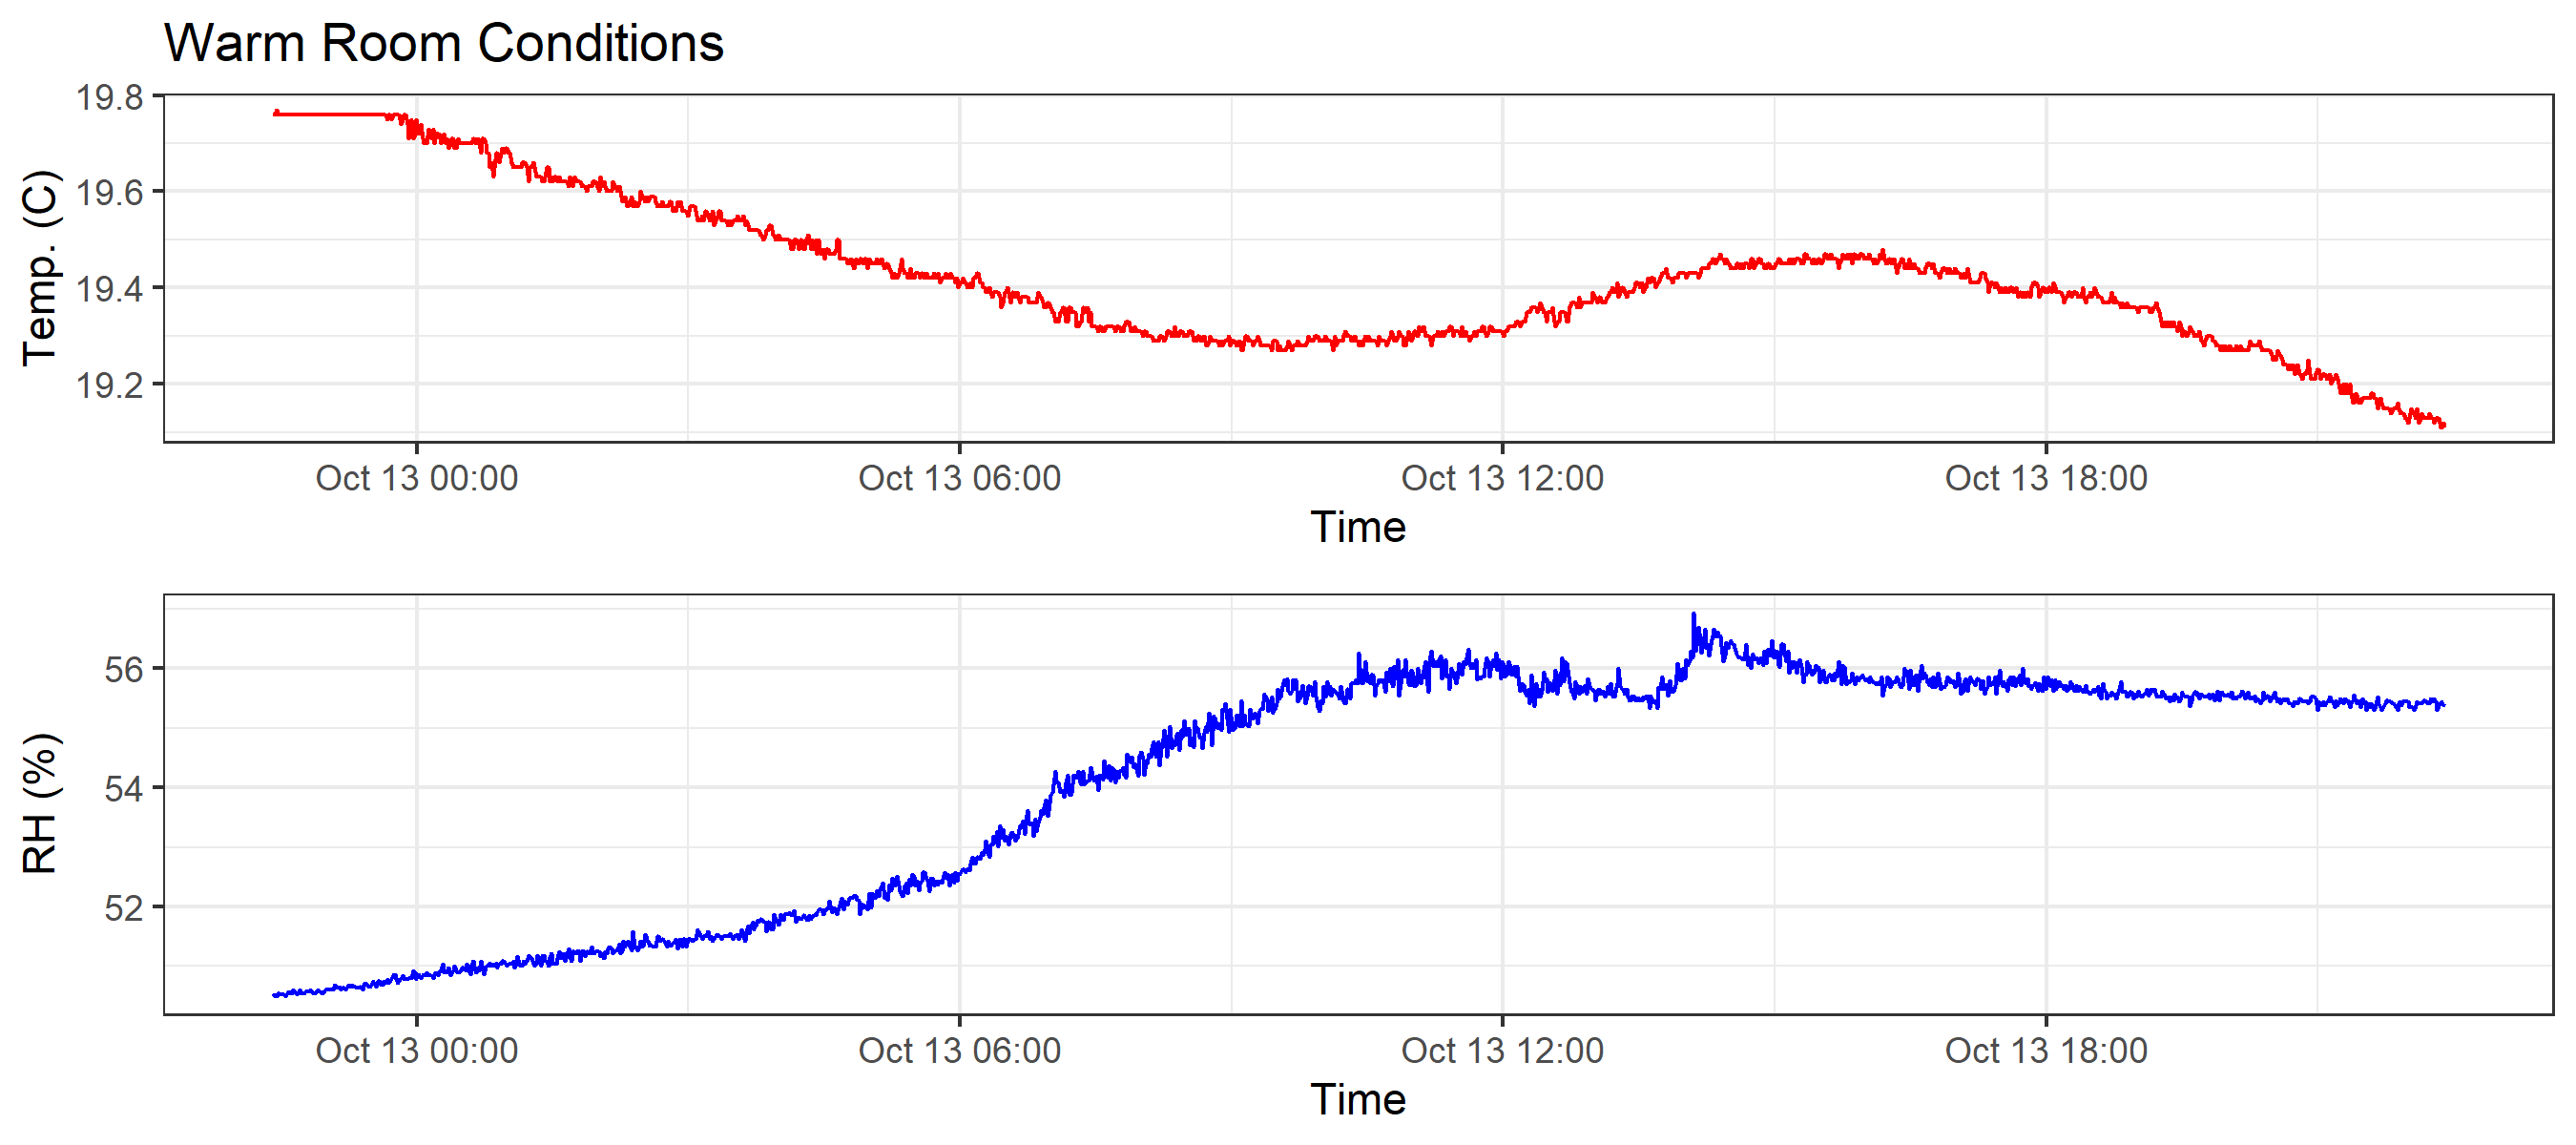 Warm Room Conditions
Temp. (C)
19.8
19.6
19.4
19.2
Oct 13 00:00 Oct 13 06:00 Oct 13 12:00 Oct 13 18:00
Time
RH (%)
56
54
52
Oct 13 00:00 Oct 13 06:00 Oct 13 12:00 Oct 13 18:00
Time